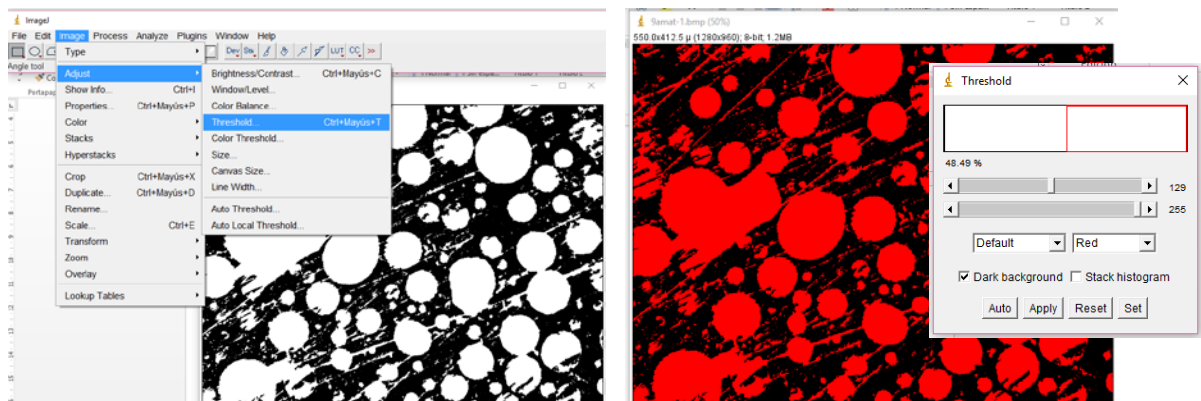 ImageJ
File Edit Image Process Analyze Plugins Window Help
Dev Stk LUT CC >>
Angle tool
Type
Adjust
Show Info... Ctrl+I
Properties... Ctrl+Mayús+P
Color
Stacks
Hyperstacks
Crop Ctrl+Mayús+X
Duplicate... Ctrl+Mayús+D
Rename...
Scale... Ctrl+E
Transform
Zoom
Overlay
Lookup Tables
Brightness/Contrast... Ctrl+Mayús+C
Window/Level...
Color Balance...
Threshold... Ctrl+Mayús+T
Color Threshold...
Size...
Canvas Size...
Line Width...
Auto Threshold...
Auto Local Threshold...
9amat-1.bmp (50%)
550.0x412.5 µ (1280x960); 8-bit; 1.2MB
Threshold
48.49 %
129
255
Default Red
Dark background Stack histogram
Auto Apply Reset Set